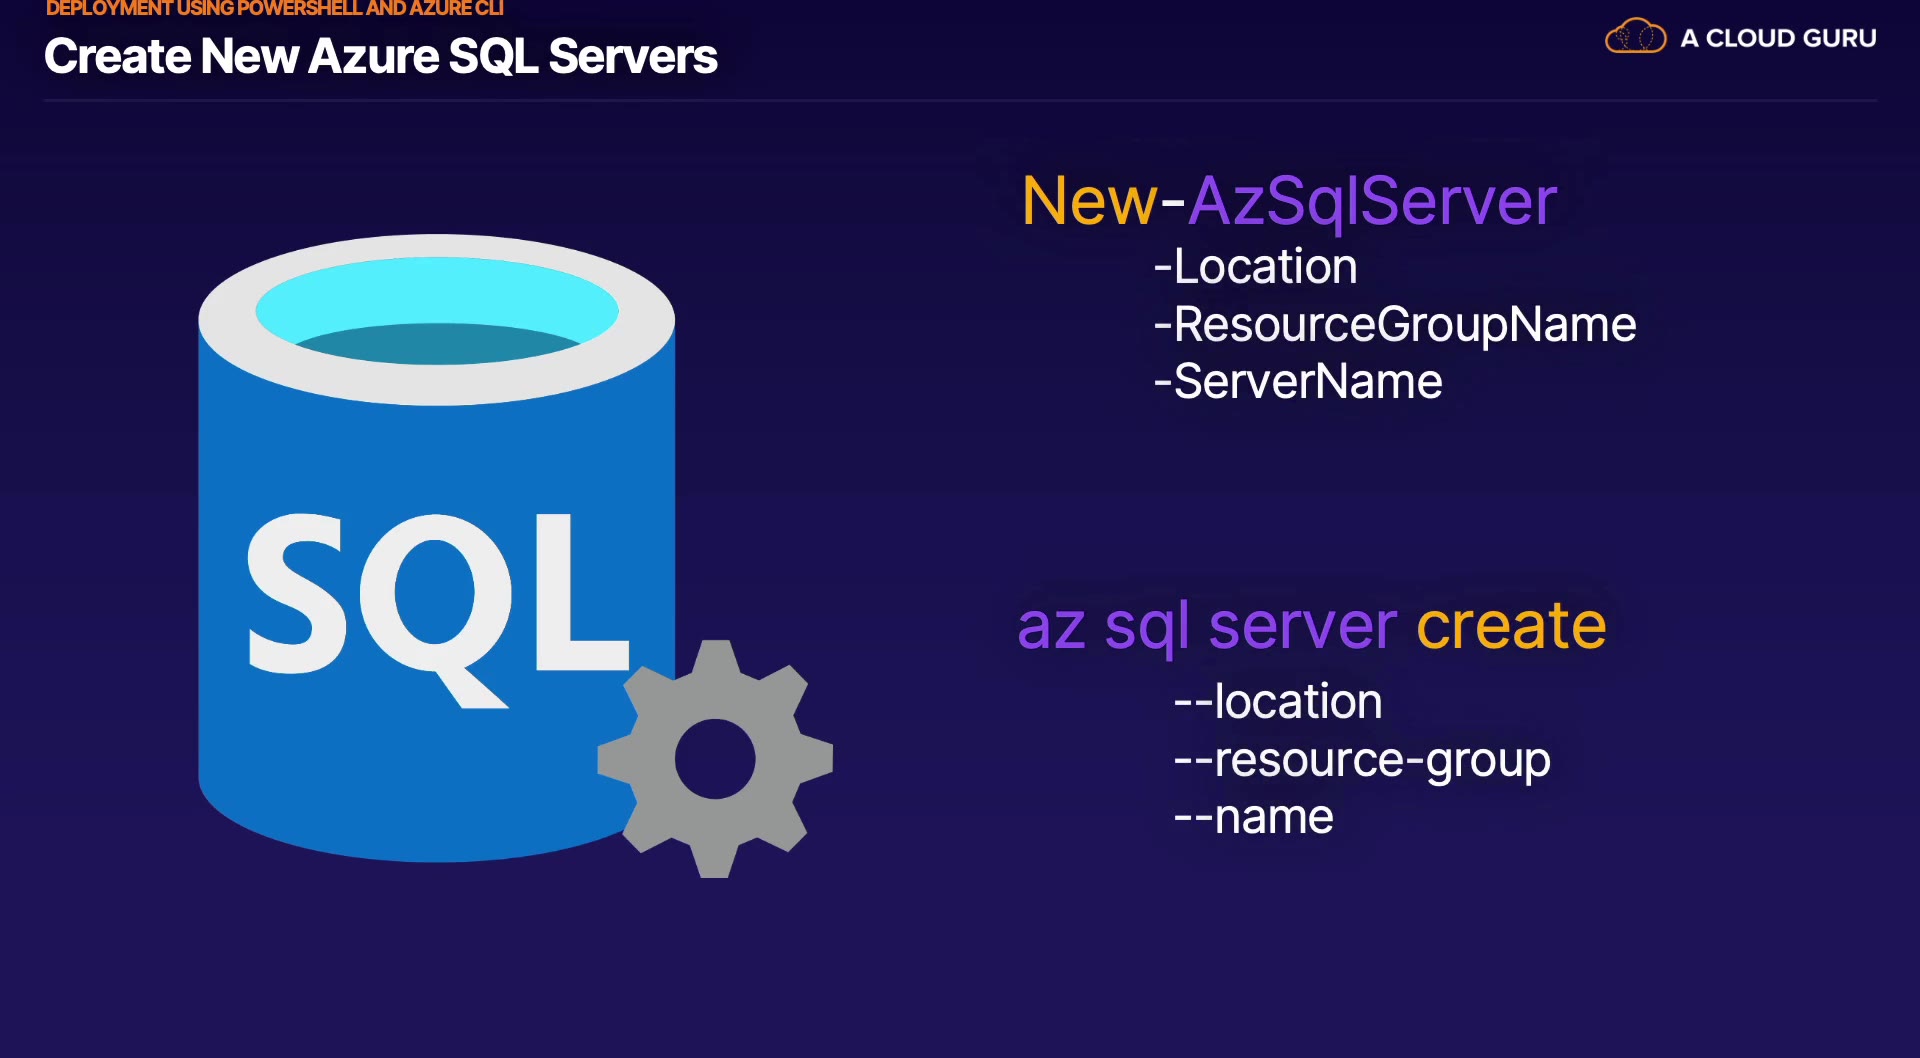 DEPLOYMENT USING POWERSHELL AND AZURE CLI
Create New Azure SQL Servers
A CLOUD GURU
New-AzSqlServer
-Location
-ResourceGroupName
-ServerName
SQL
az sql server create
--location
--resource-group
--name